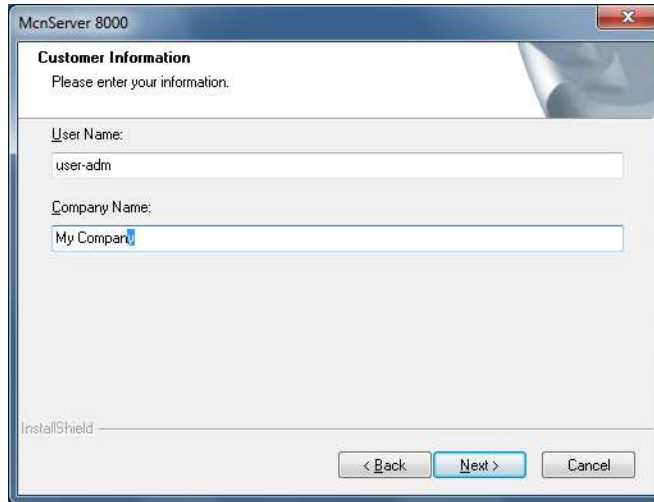 McnServer 8000
Customer Information
Please enter your information.
User Name:
user-adm
Company Name:
My Company
InstallShield
< Back
Next >
Cancel